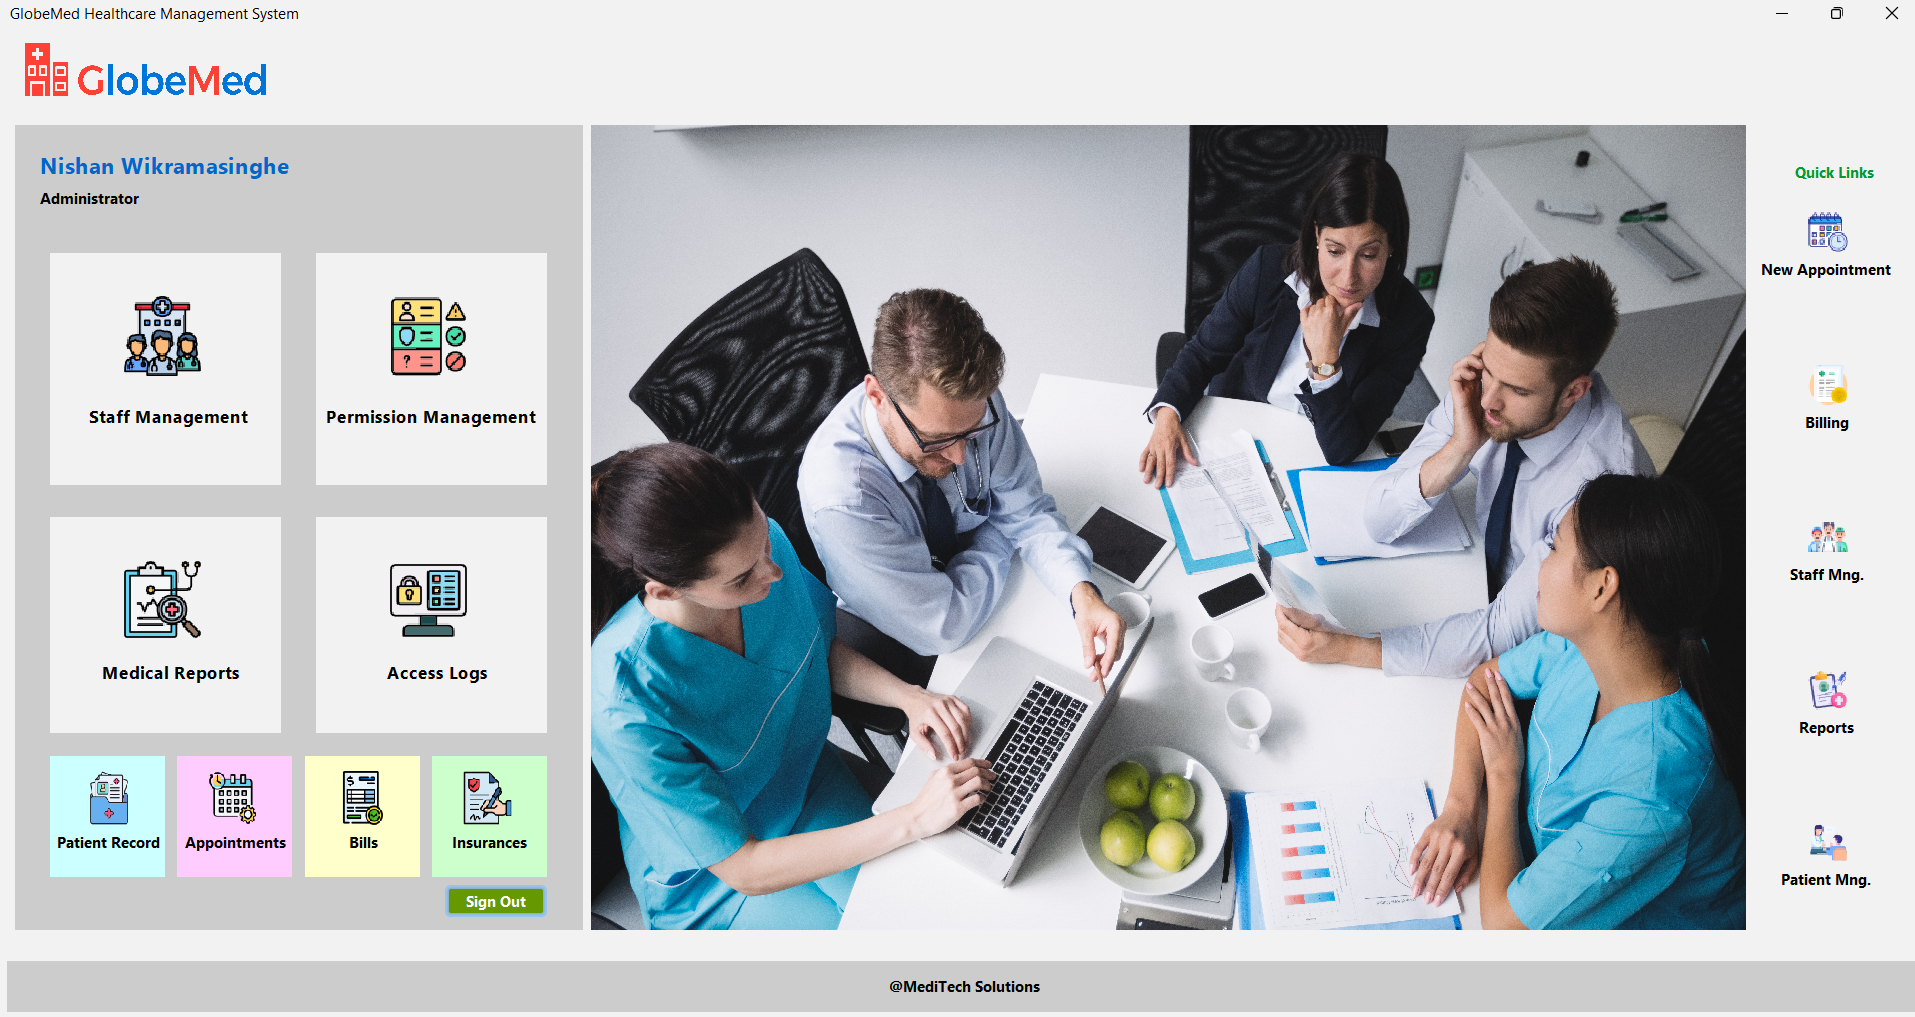 GlobeMed Healthcare Management System
GlobeMed
Nishan Wikramasinghe
Administrator
Staff Management
Permission Management
Medical Reports
Access Logs
Patient Record
Appointments
Bills
Insurances
Sign Out
Quick Links
New Appointment
Billing
Staff Mng.
Reports
Patient Mng.
@MediTech Solutions